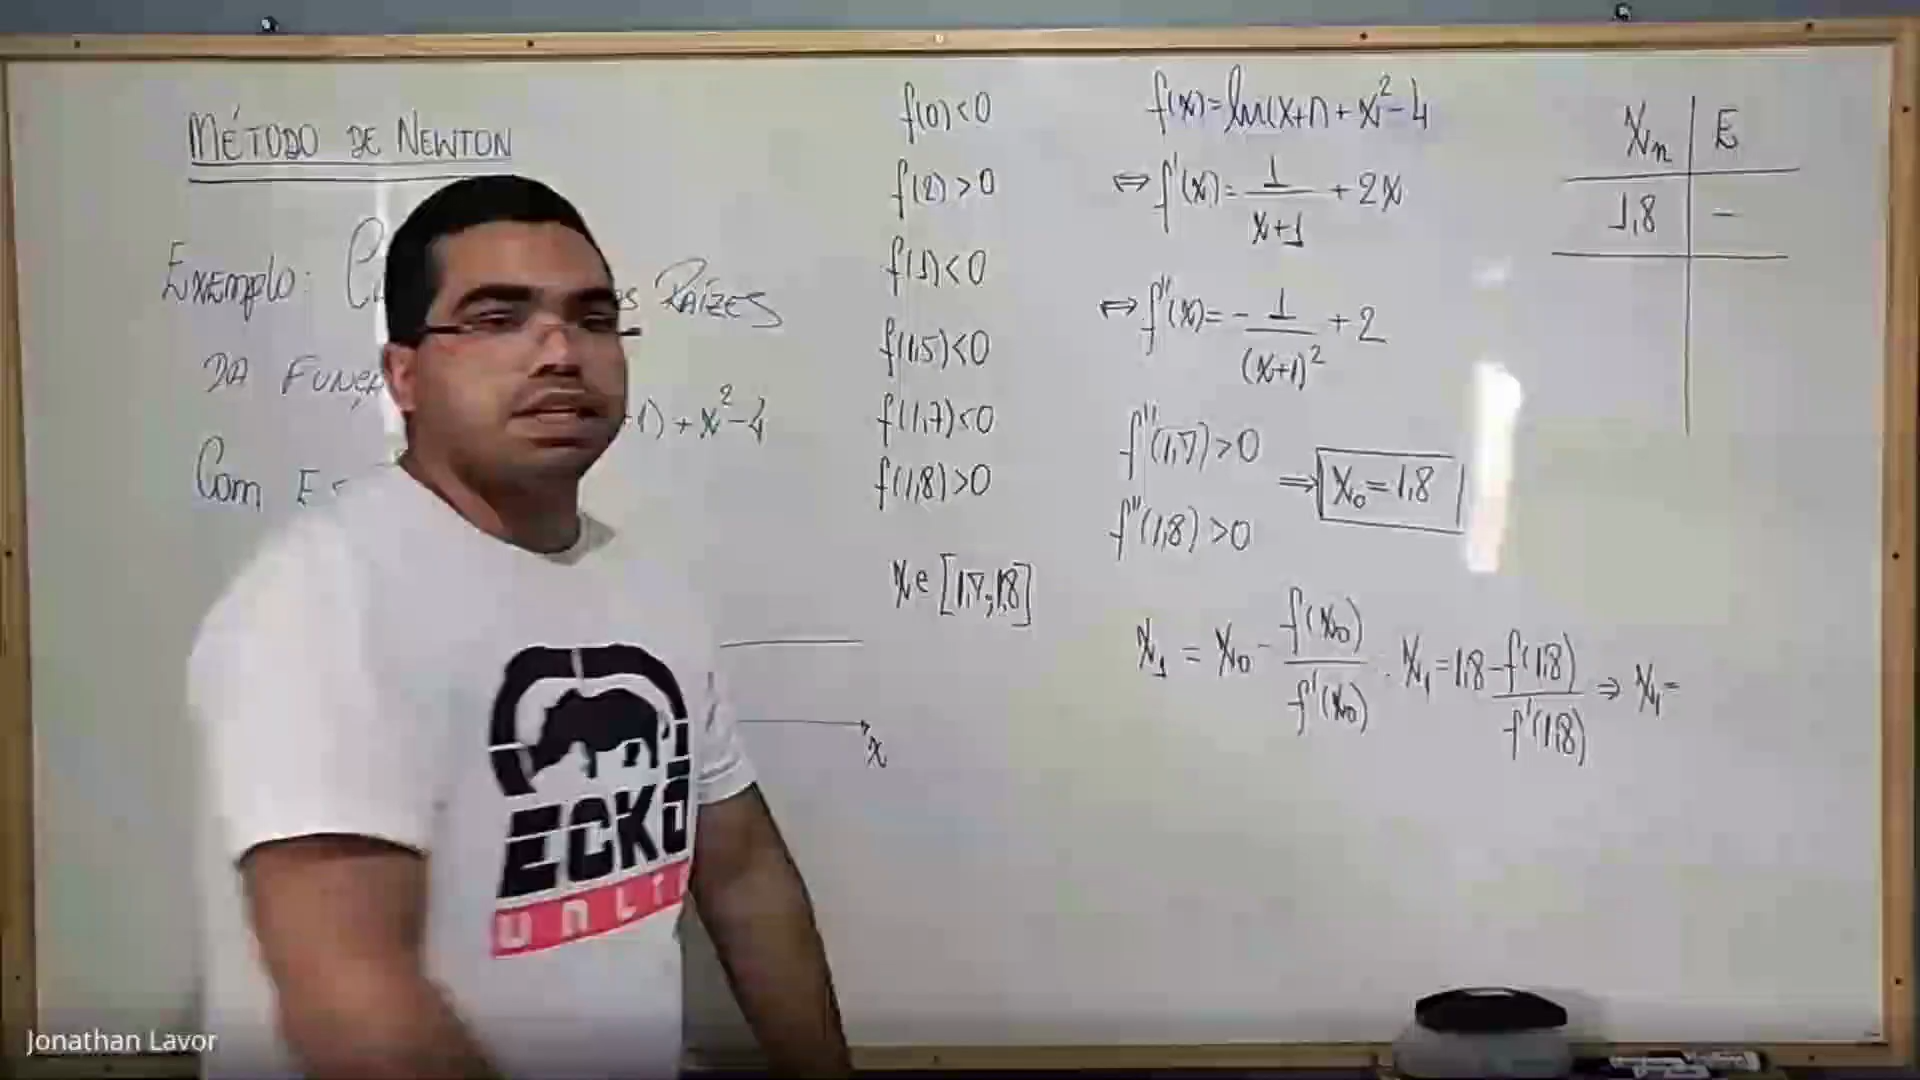 MÉTODO DE NEWTON
EXEMPLO:
RAÍZES
DA FUNÇÃ
+1) + x²-4
COM
x
f(0)<0
f(2)>0
f(1)<0
f(1,5)<0
f(1,7)<0
f(1,8)>0
x∈[1,7;1,8]
f(x)=ln(x+1)+x²-4
⇔ f'(x)= 1/(x+1) + 2x
⇔ f''(x)= -1/(x+1)² + 2
f''(1,7)>0
f''(1,8)>0
⇒ x₀=1,8
x₁ = x₀ - f(x₀)/f'(x₀) . x₁=1,8-f(1,8)/f'(1,8) ⇒ x₁=
xₙ E
1,8 -
ECKO
UNLT
Jonathan Lavor